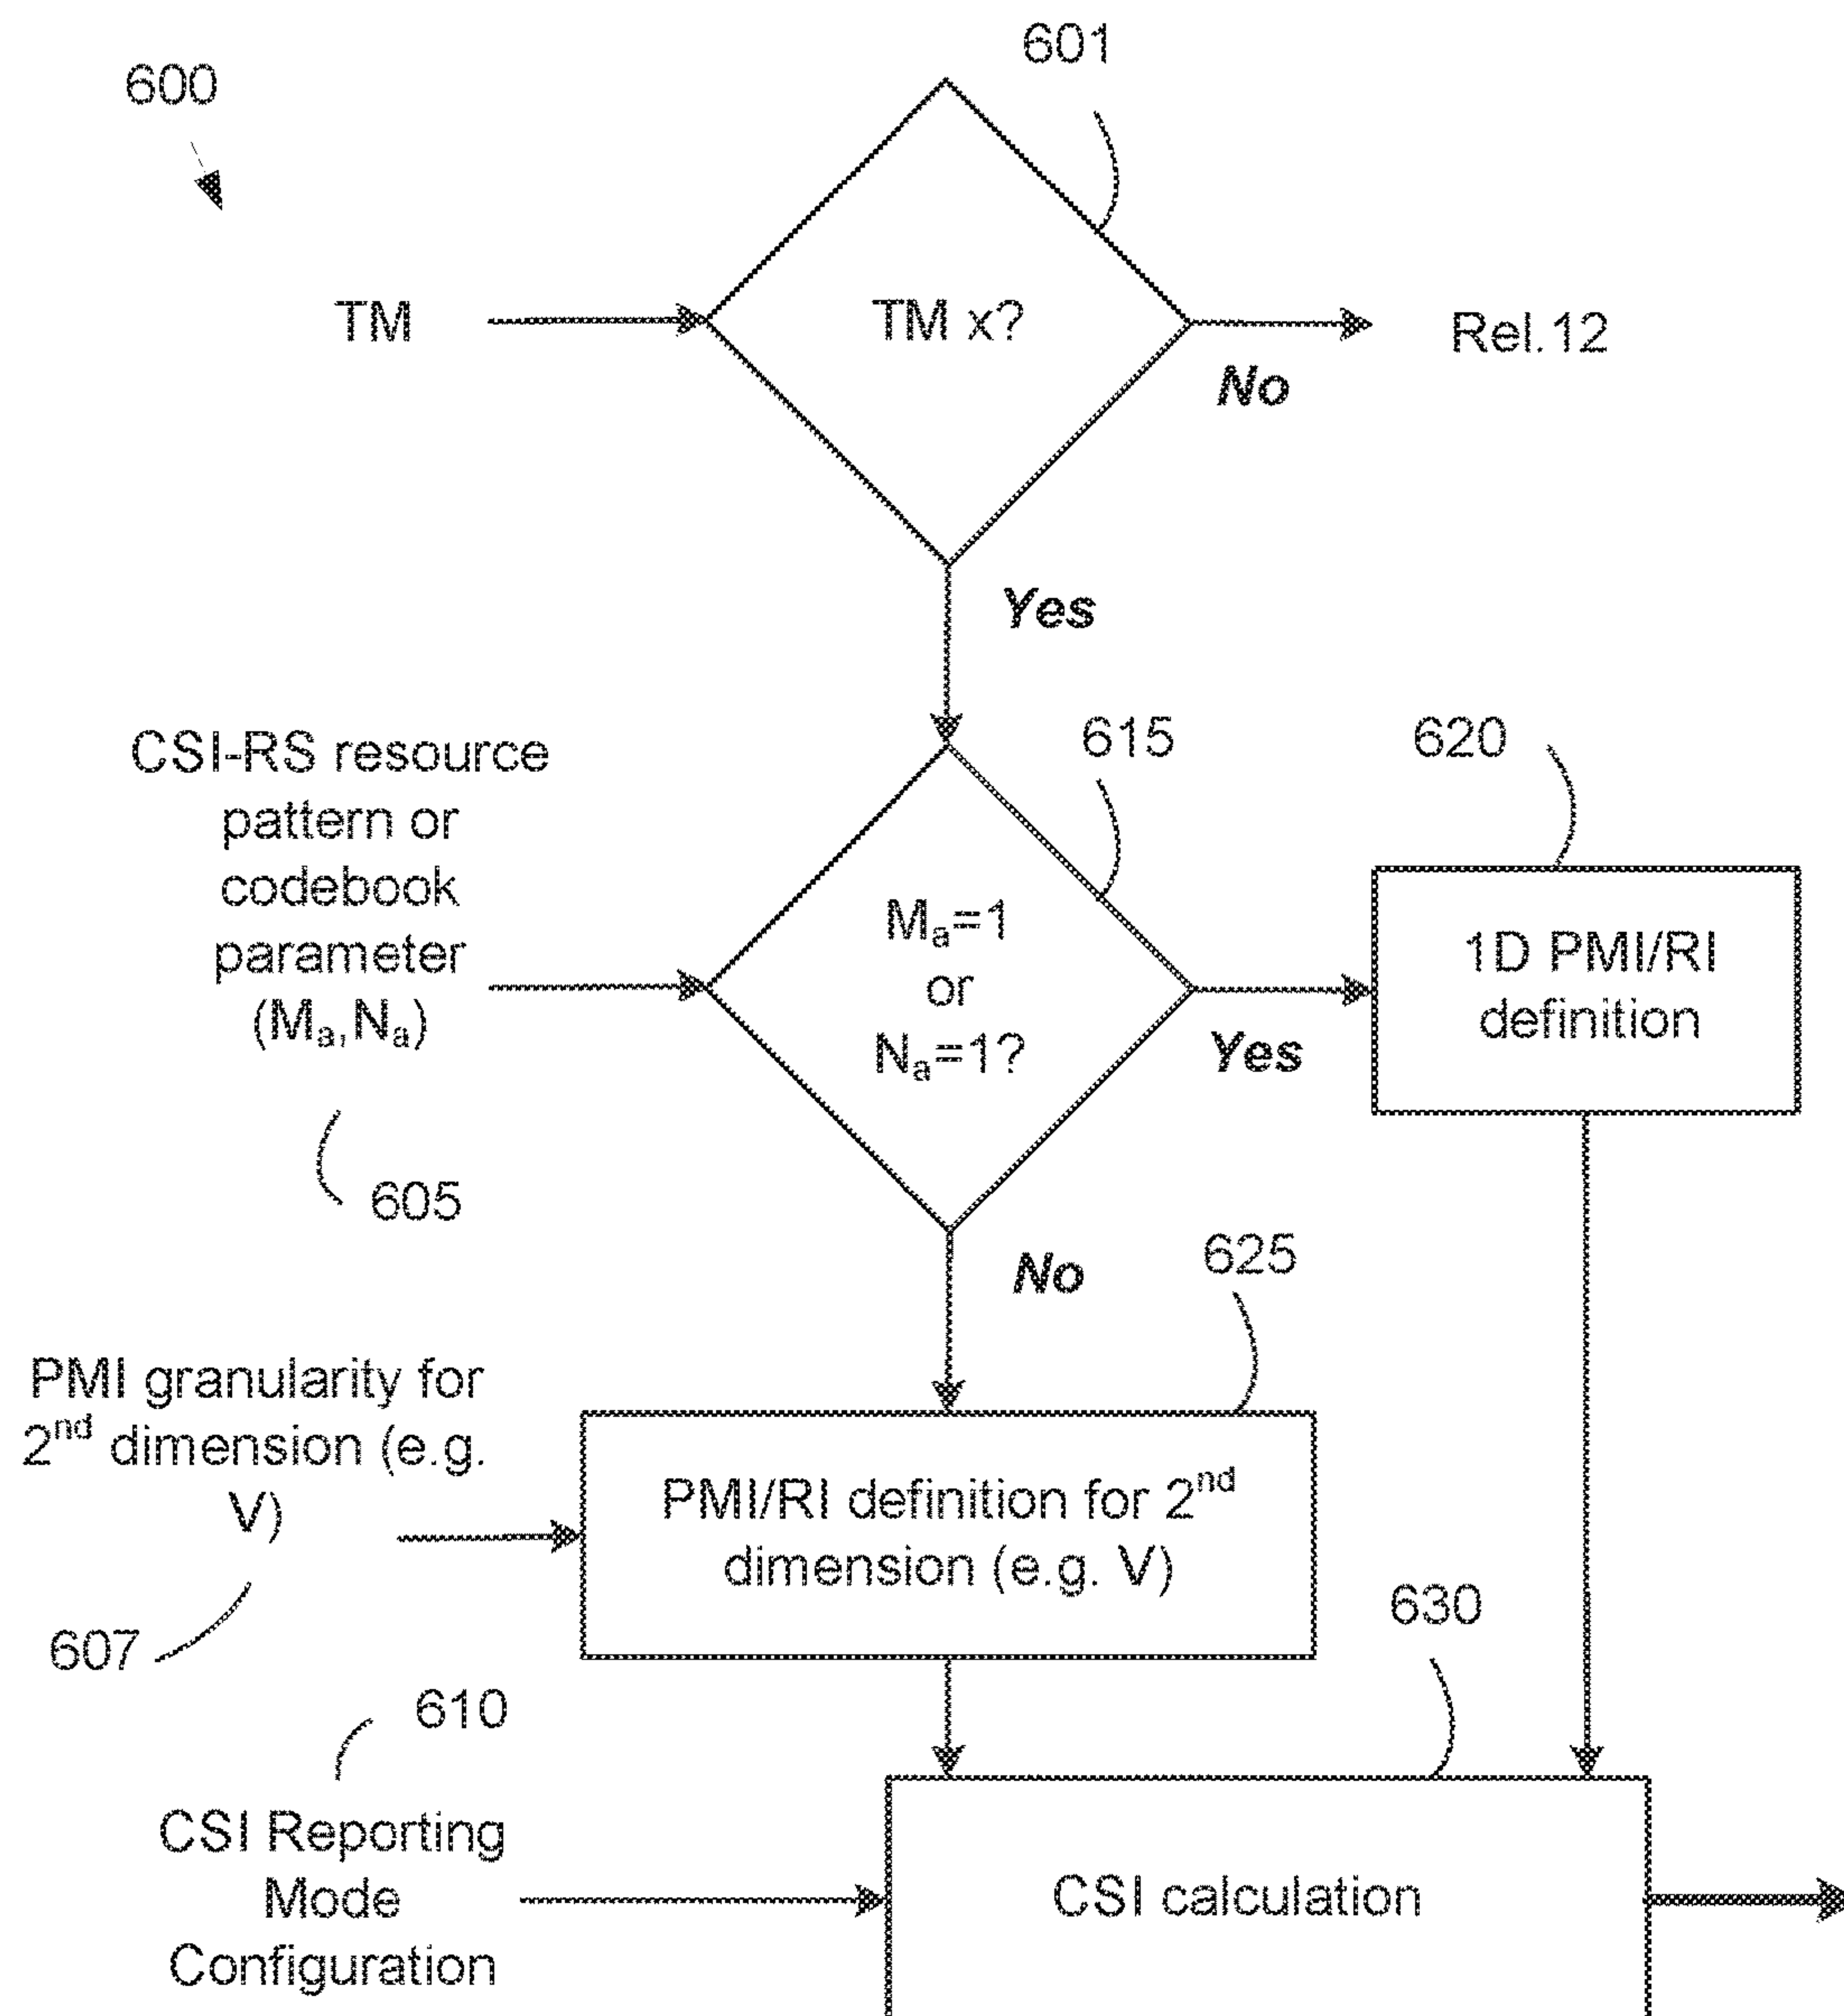 601
600
TM
TM x?
Rel.12
No
Yes
CSI-RS resource
pattern or
codebook
parameter
(Ma,Na)
615
620
Ma=1
or
Na=1?
Yes
1D PMI/RI
definition
605
No
625
PMI granularity for
2nd dimension (e.g.
V)
PMI/RI definition for 2nd
dimension (e.g. V)
607
630
610
CSI Reporting
Mode
Configuration
CSI calculation